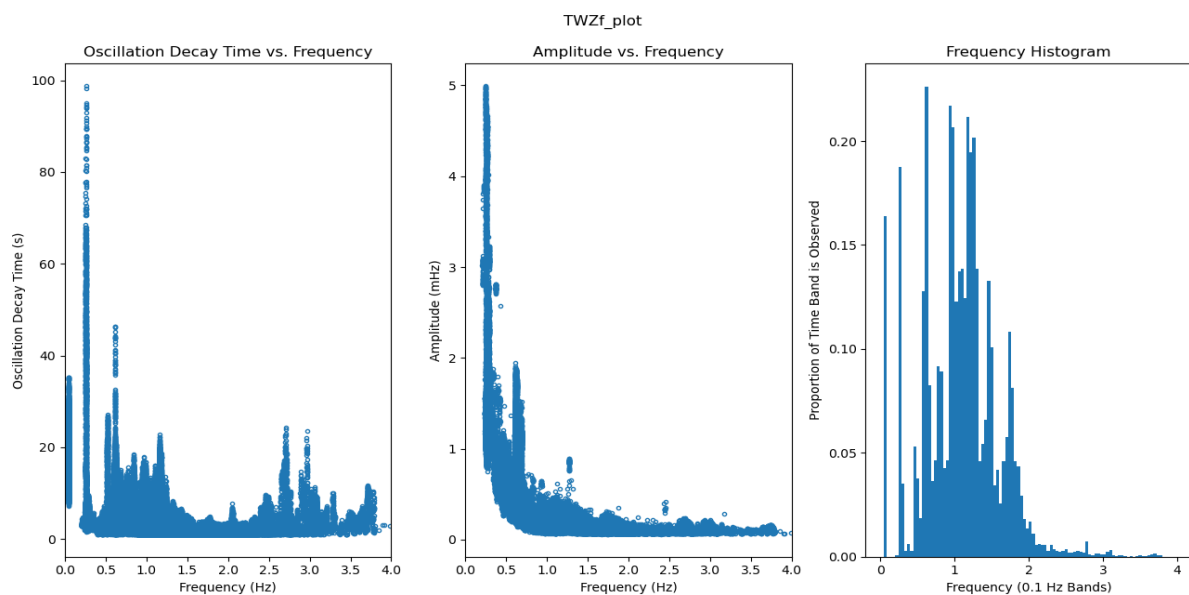 TWZf_plot
Oscillation Decay Time vs. Frequency
Oscillation Decay Time (s)
100
80
60
40
20
0
0.0 0.5 1.0 1.5 2.0 2.5 3.0 3.5 4.0
Frequency (Hz)
Amplitude vs. Frequency
Amplitude (mHz)
5
4
3
2
1
0
0.0 0.5 1.0 1.5 2.0 2.5 3.0 3.5 4.0
Frequency (Hz)
Frequency Histogram
Proportion of Time Band is Observed
0.20
0.15
0.10
0.05
0.00
0 1 2 3 4
Frequency (0.1 Hz Bands)